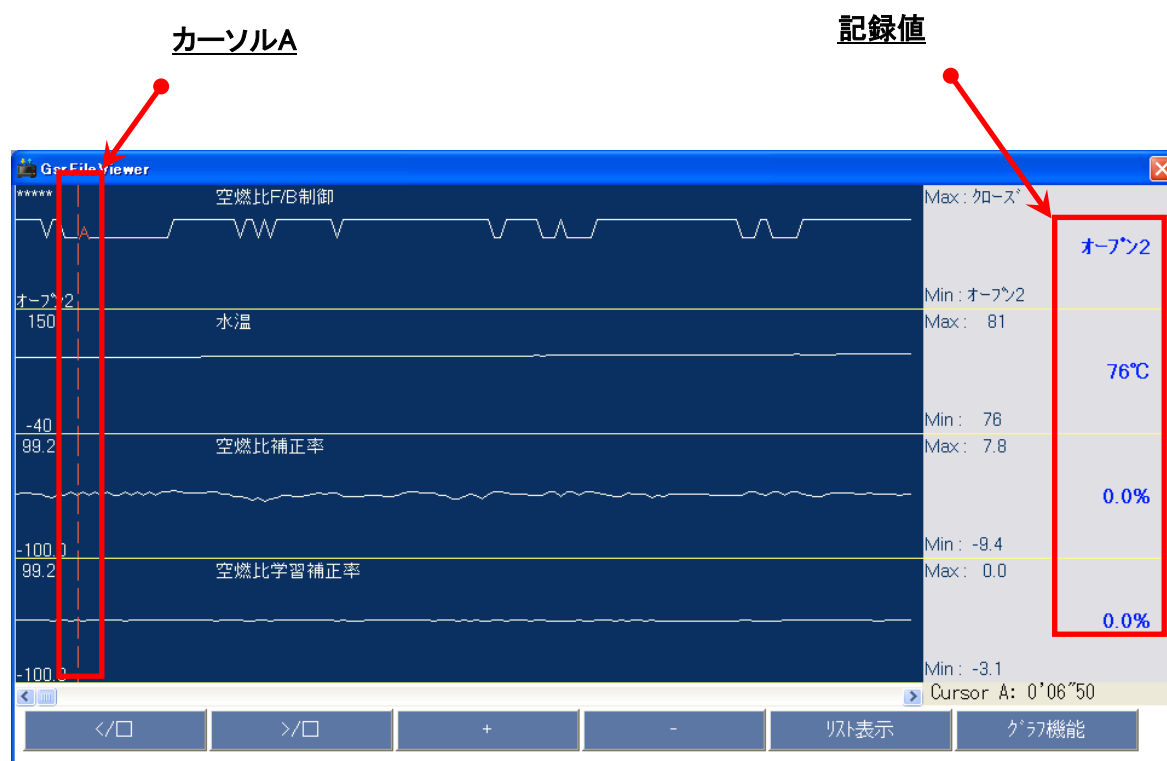 カーソルA
記録値
GsrFileViewer
*****
空燃比F/B制御
Max : ｸﾛｰｽﾞ
A
ｵｰﾌﾟﾝ2
ｵｰﾌﾟﾝ2
Min : ｵｰﾌﾟﾝ2
150
水温
Max : 81
76℃
-40
Min : 76
99.2
空燃比補正率
Max : 7.8
0.0%
-100.0
Min : -9.4
99.2
空燃比学習補正率
Max : 0.0
0.0%
-100.0
Min : -3.1
Cursor A: 0'06"50
</□
>/□
+
-
ﾘｽﾄ表示
ｸﾞﾗﾌ機能